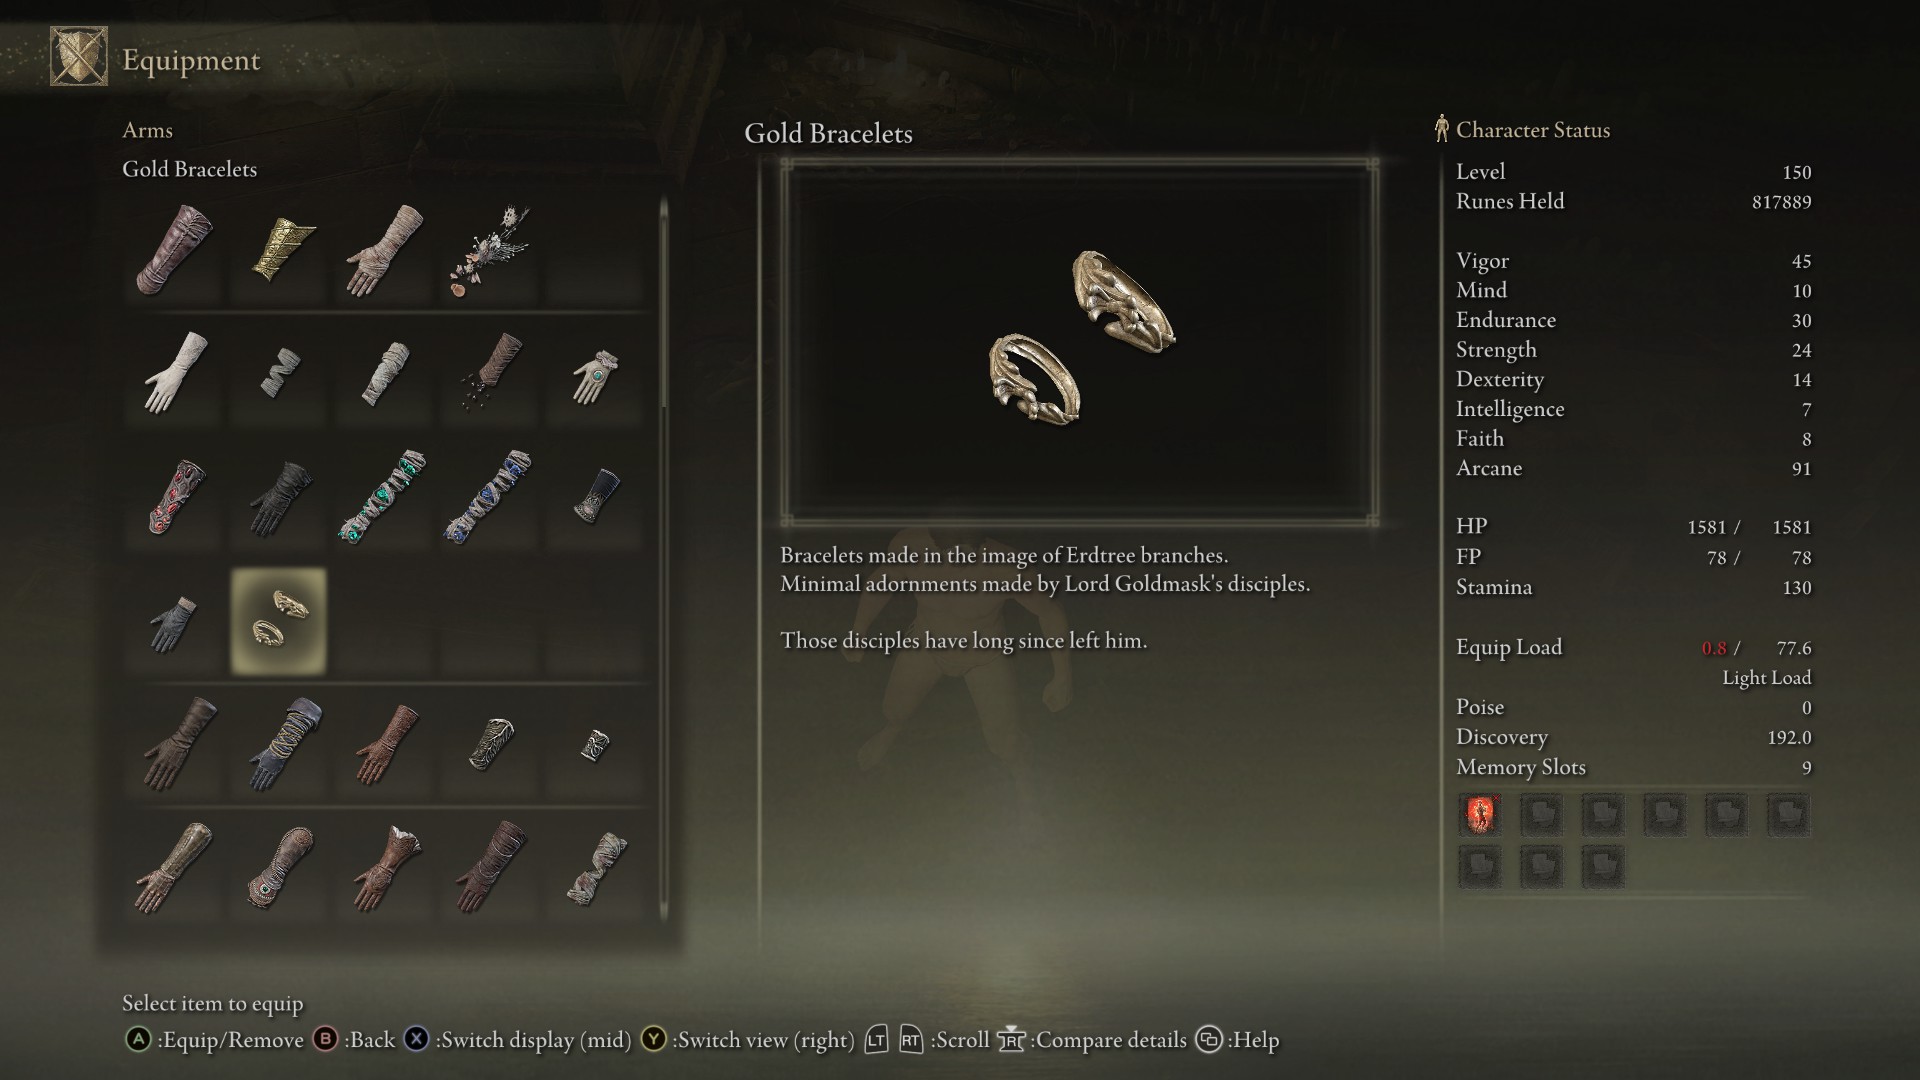 Equipment
Arms
Gold Bracelets
Gold Bracelets
Bracelets made in the image of Erdtree branches.
Minimal adornments made by Lord Goldmask's disciples.
Those disciples have long since left him.
Character Status
Level 150
Runes Held 817889
Vigor 45
Mind 10
Endurance 30
Strength 24
Dexterity 14
Intelligence 7
Faith 8
Arcane 91
HP 1581 / 1581
FP 78 / 78
Stamina 130
Equip Load 0.8 / 77.6
Light Load
Poise 0
Discovery 192.0
Memory Slots 9
Select item to equip
A :Equip/Remove B :Back X :Switch display (mid) Y :Switch view (right) LT RT :Scroll R :Compare details :Help